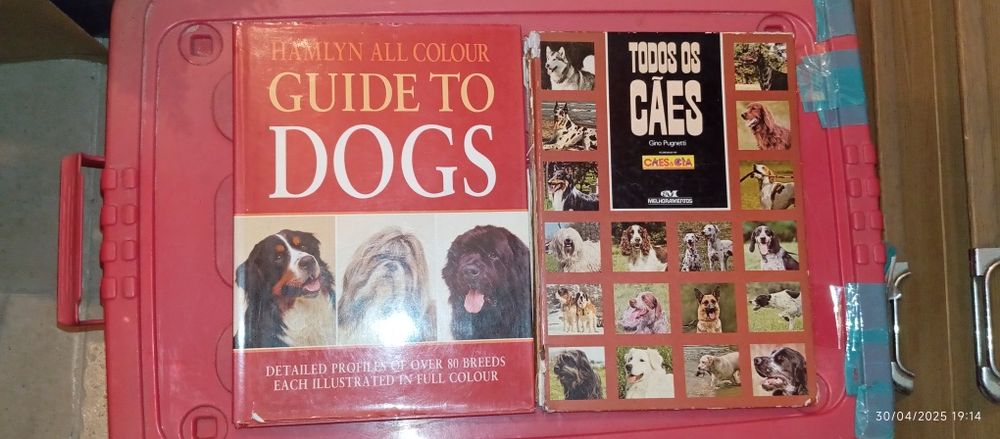 HAMLYN ALL COLOUR
GUIDE TO
DOGS
DETAILED PROFILES OF OVER 80 BREEDS
EACH ILLUSTRATED IN FULL COLOUR
TODOS OS
CÃES
Gino Pugnetti
CÃES & CIA
MELHORAMENTOS
30/04/2025 19:14